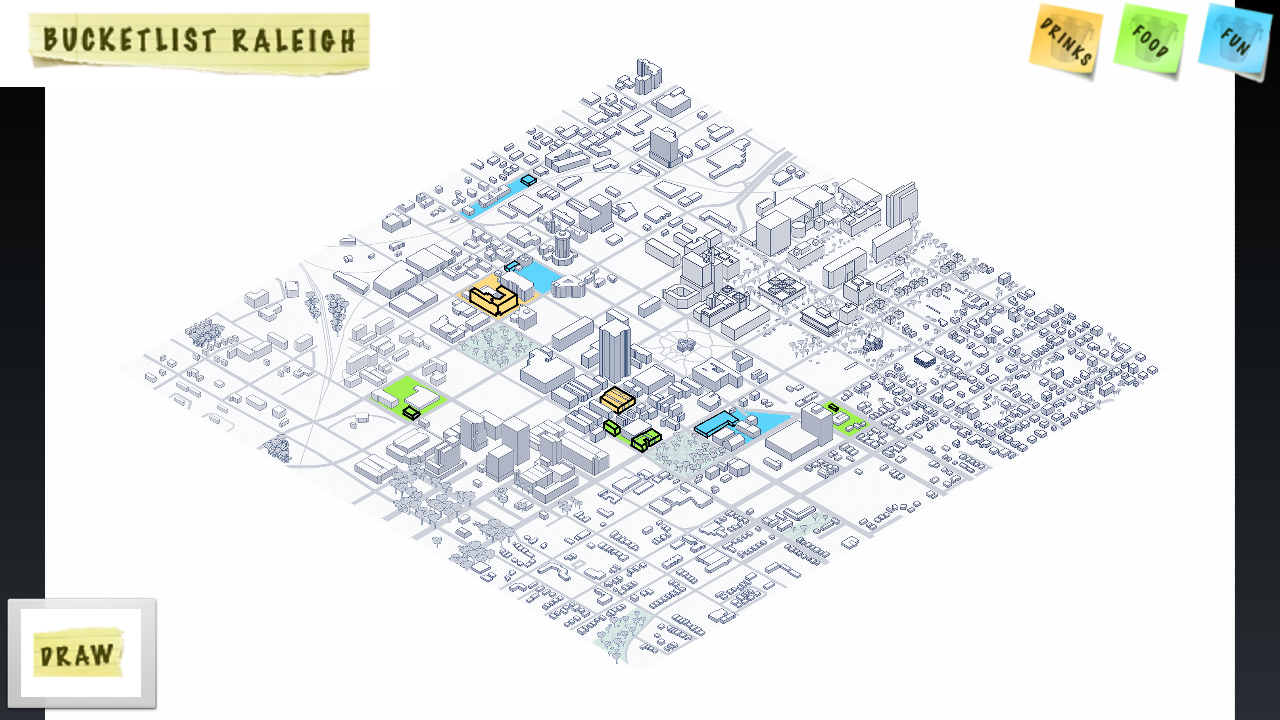 BUCKETLIST RALEIGH
DRINKS
FOOD
FUN
DRAW